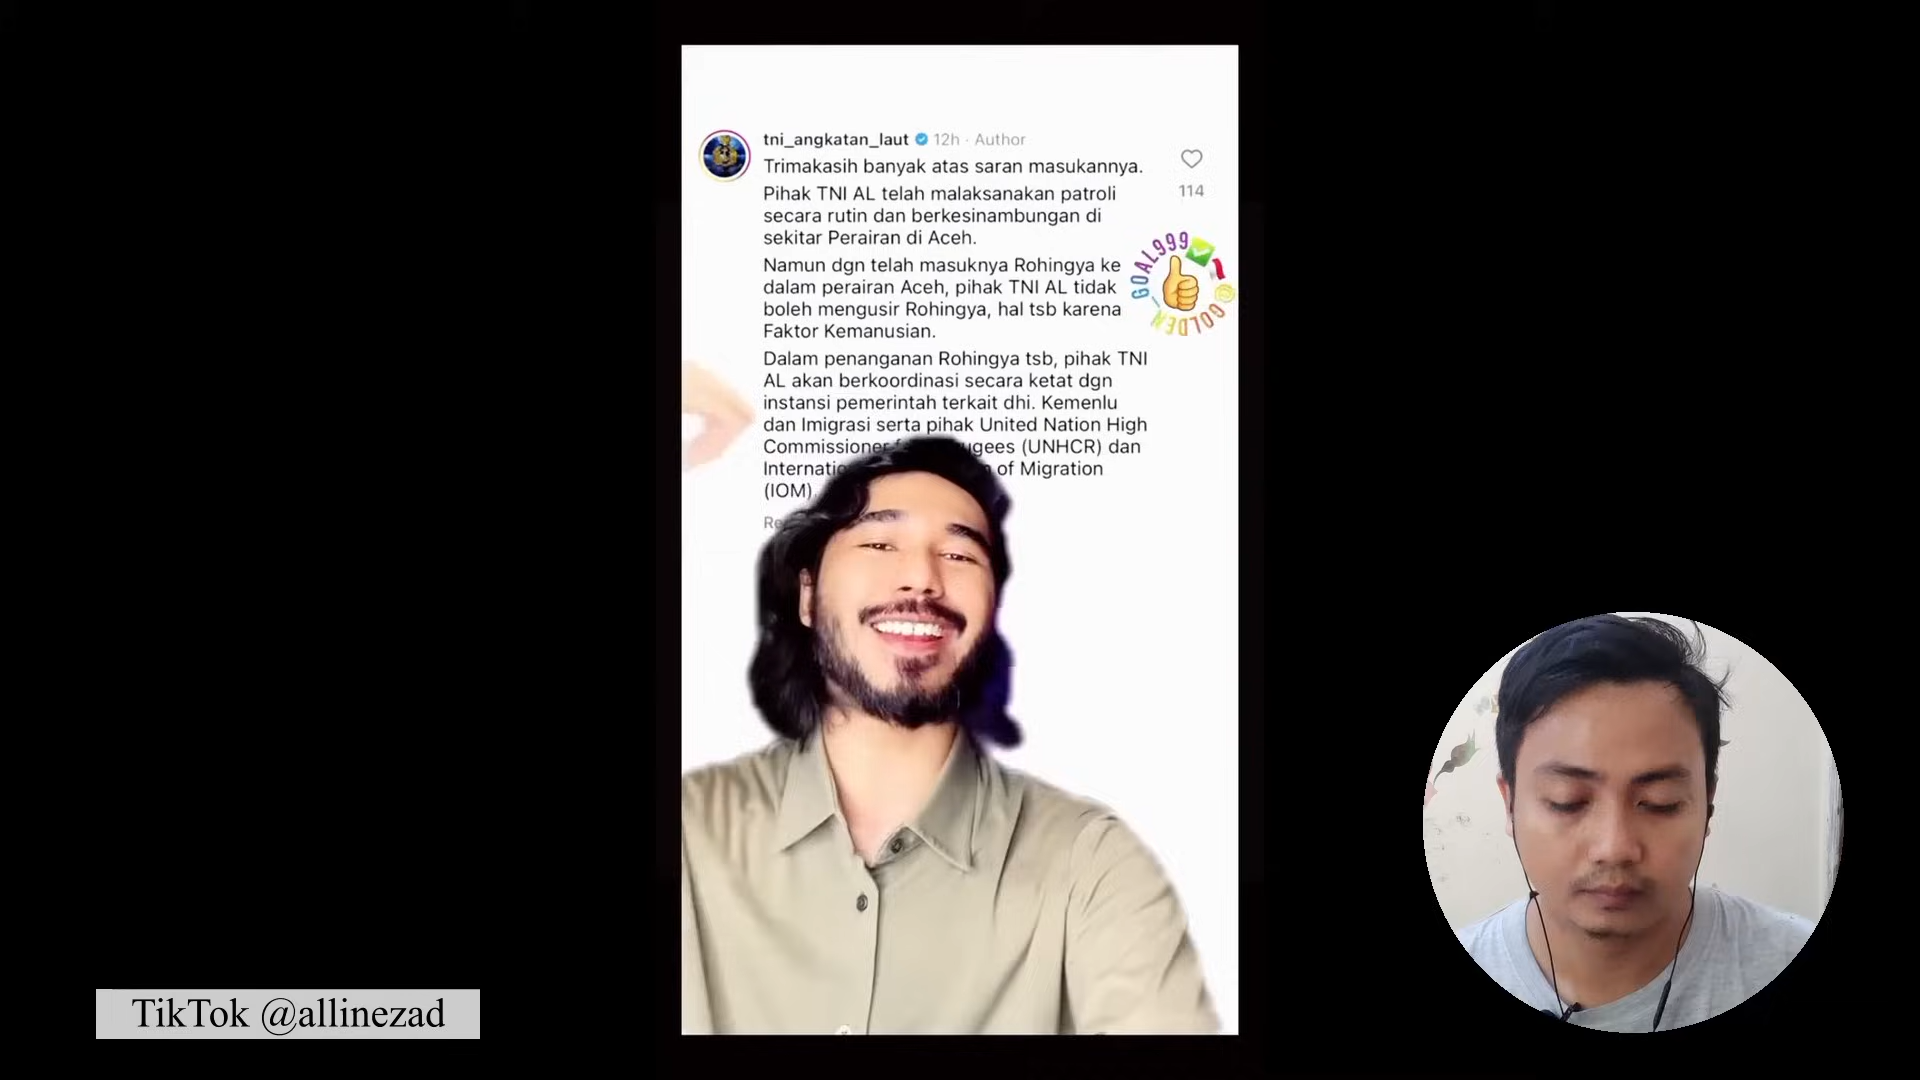 tni_angkatan_laut 12h · Author
Trimakasih banyak atas saran masukannya.
Pihak TNI AL telah malaksanakan patroli
secara rutin dan berkesinambungan di
sekitar Perairan di Aceh.
Namun dgn telah masuknya Rohingya ke
dalam perairan Aceh, pihak TNI AL tidak
boleh mengusir Rohingya, hal tsb karena
Faktor Kemanusian.
Dalam penanganan Rohingya tsb, pihak TNI
AL akan berkoordinasi secara ketat dgn
instansi pemerintah terkait dhi. Kemenlu
dan Imigrasi serta pihak United Nation High
Commissioner (UNHCR) dan
of Migration
(IOM)
114
GOLDEN_GOAL999
TikTok @allinezad